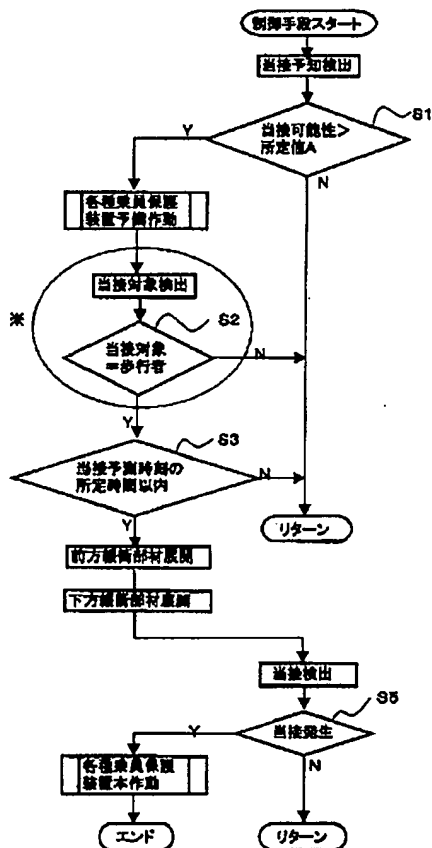 制御手段スタート
当接予知検出
S1
当接可能性>
所定値A
Y
N
各種乗員保護
装置予備作動
当接対象検出
※
S2
当接対象
=歩行者
N
Y
S3
当接予測時刻の
所定時間以内
N
Y
リターン
前方緩衝部材展開
下方緩衝部材展開
当接検出
S5
当接発生
Y
N
各種乗員保護
装置本作動
エンド
リターン